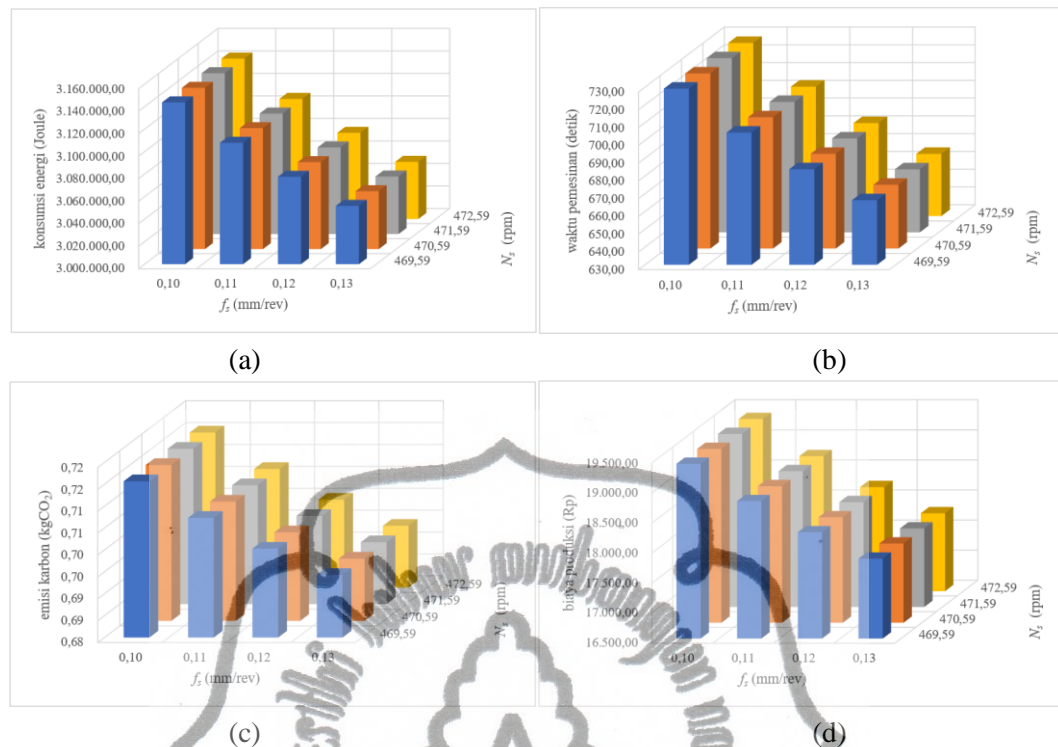 3.160.000,00
3.140.000,00
3.120.000,00
3.100.000,00
3.080.000,00
3.060.000,00
3.040.000,00
3.020.000,00
3.000.000,00
konsumsi energi (Joule)
0,10 0,11 0,12 0,13
fs (mm/rev)
472,59
471,59
470,59
469,59
Ns (rpm)
(a)
730,00
720,00
710,00
700,00
690,00
680,00
670,00
660,00
650,00
640,00
630,00
waktu pemesinan (detik)
0,10 0,11 0,12 0,13
fs (mm/rev)
472,59
471,59
470,59
469,59
Ns (rpm)
(b)
0,72
0,72
0,71
0,71
0,70
0,70
0,69
0,69
0,68
emisi karbon (kgCO2)
0,10 0,11 0,12 0,13
fs (mm/rev)
472,59
471,59
470,59
469,59
Ns (rpm)
(c)
19.500,00
19.000,00
18.500,00
18.000,00
17.500,00
17.000,00
16.500,00
biaya produksi (Rp)
0,10 0,11 0,12 0,13
fs (mm/rev)
472,59
471,59
470,59
469,59
Ns (rpm)
(d)